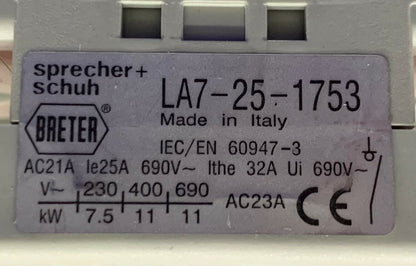 sprecher+
schuh
LA7-25-1753
BRETER®
Made in Italy
IEC/EN 60947-3
AC21A Ie25A 690V~ Ithe 32A Ui 690V~
V~ 230 400 690
kW 7.5 11 11
AC23A CE